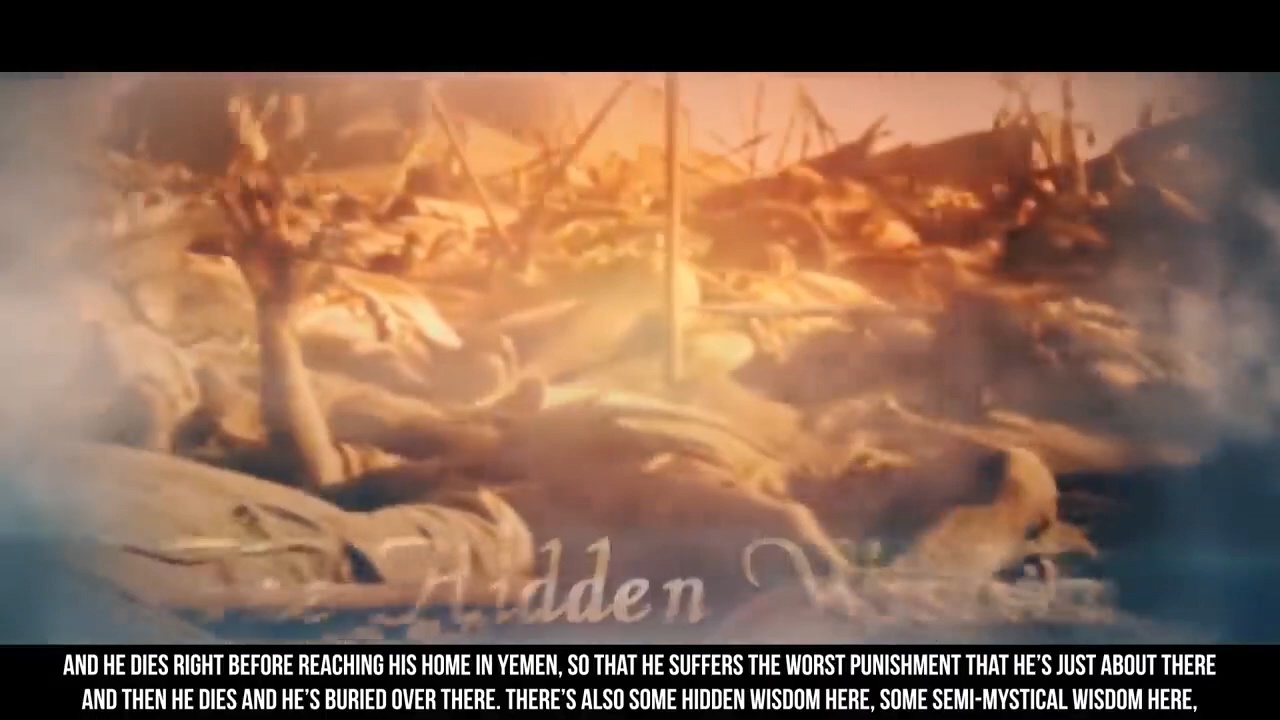 Hidden
AND HE DIES RIGHT BEFORE REACHING HIS HOME IN YEMEN, SO THAT HE SUFFERS THE WORST PUNISHMENT THAT HE'S JUST ABOUT THERE
AND THEN HE DIES AND HE'S BURIED OVER THERE. THERE'S ALSO SOME HIDDEN WISDOM HERE, SOME SEMI-MYSTICAL WISDOM HERE,